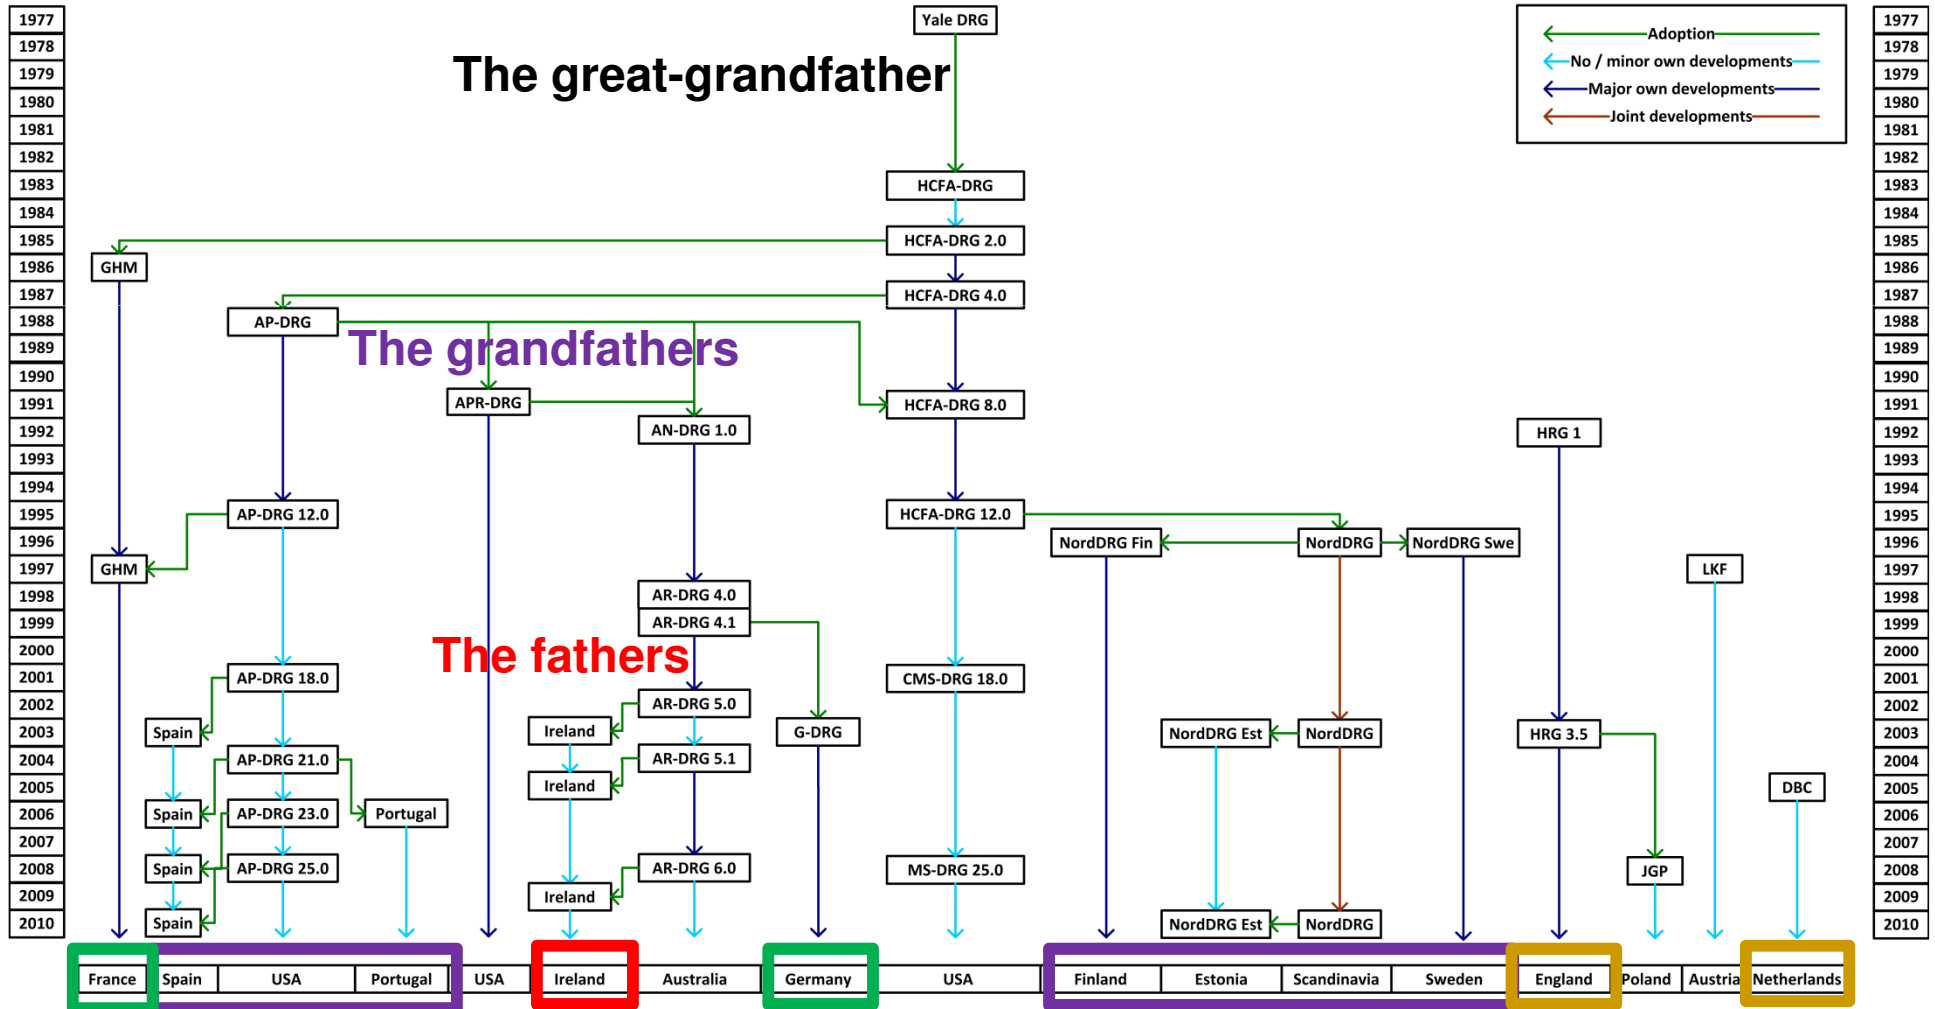 1977 Yale DRG 1977
1978 Adoption 1978
The great-grandfather
1979 No / minor own developments 1979
1980 Major own developments 1980
1981 Joint developments 1981
1982 1982
1983 HCFA-DRG 1983
1984 1984
1985 HCFA-DRG 2.0 1985
1986 GHM 1986
1987 HCFA-DRG 4.0 1987
1988 AP-DRG 1988
The grandfathers
1989 1989
1990 1990
1991 APR-DRG HCFA-DRG 8.0 1991
1992 AN-DRG 1.0 HRG 1 1992
1993 1993
1994 1994
1995 AP-DRG 12.0 HCFA-DRG 12.0 1995
1996 NordDRG Fin NordDRG NordDRG Swe 1996
1997 GHM LKF 1997
1998 AR-DRG 4.0 1998
1999 AR-DRG 4.1 1999
2000 2000
The fathers
2001 AP-DRG 18.0 CMS-DRG 18.0 2001
2002 AR-DRG 5.0 2002
2003 Spain Ireland G-DRG NordDRG Est NordDRG HRG 3.5 2003
2004 AP-DRG 21.0 AR-DRG 5.1 2004
2005 Ireland DBC 2005
2006 Spain AP-DRG 23.0 Portugal 2006
2007 2007
2008 Spain AP-DRG 25.0 AR-DRG 6.0 MS-DRG 25.0 JGP 2008
2009 Ireland 2009
2010 Spain NordDRG Est NordDRG 2010
France Spain USA Portugal USA Ireland Australia Germany USA Finland Estonia Scandinavia Sweden England Poland Austria Netherlands